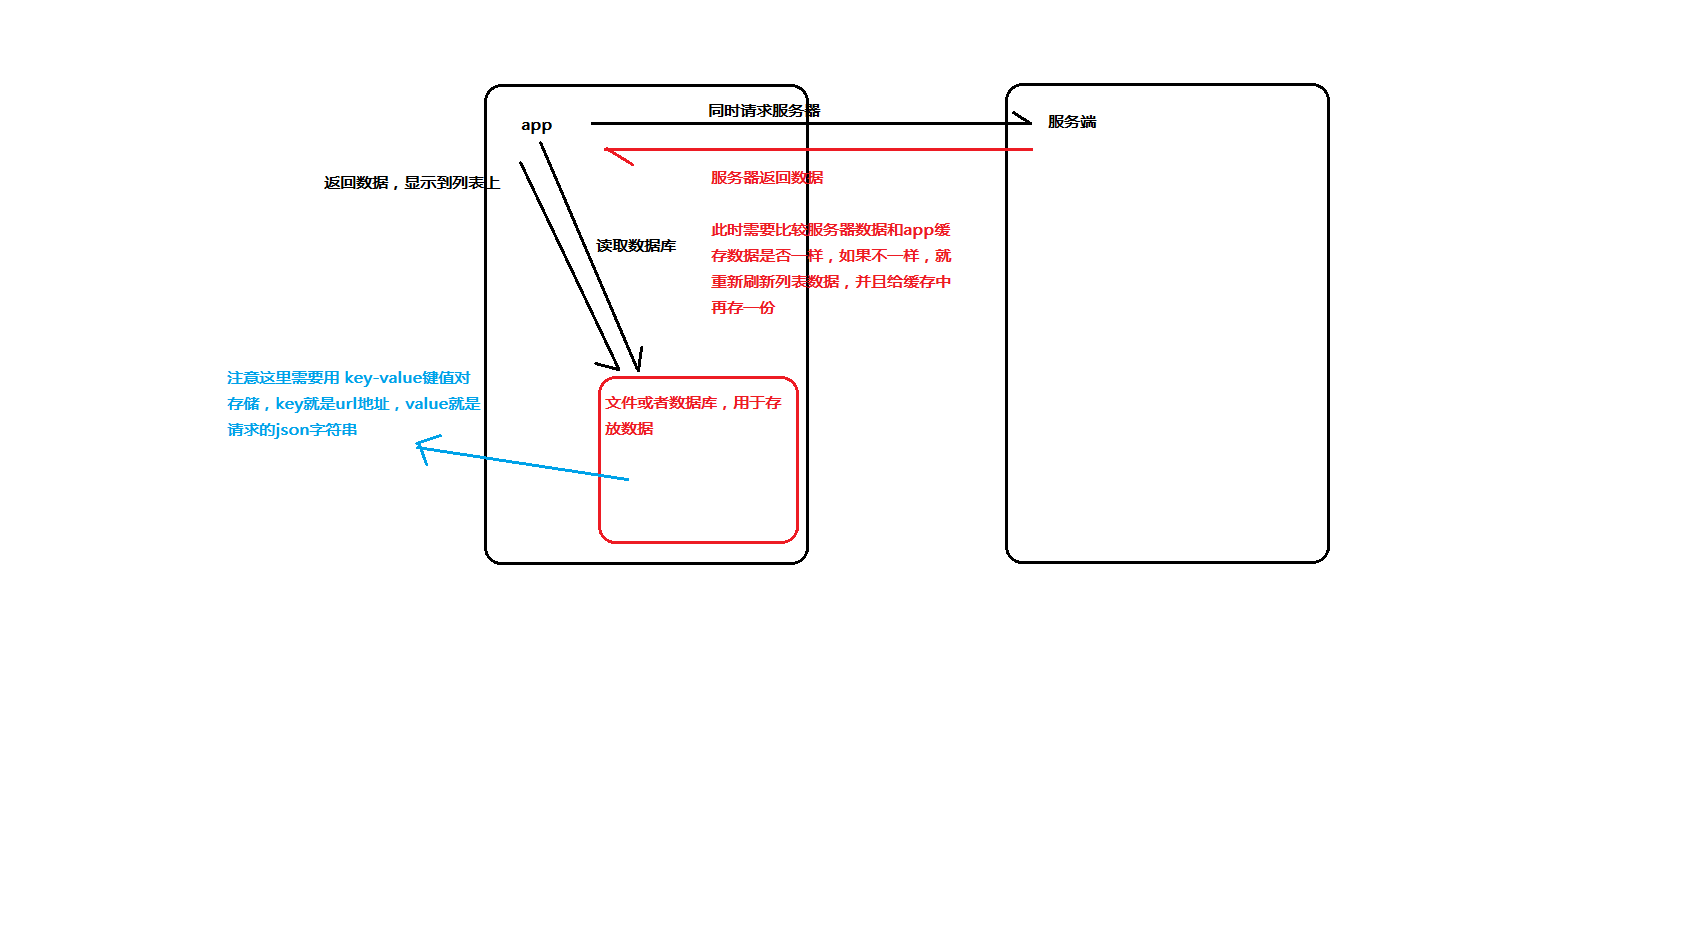 同时请求服务器
app
服务端
返回数据，显示到列表上
服务器返回数据
读取数据库
此时需要比较服务器数据和app缓
存数据是否一样，如果不一样，就
重新刷新列表数据，并且给缓存中
再存一份
注意这里需要用 key-value键值对
存储，key就是url地址，value就是
请求的json字符串
文件或者数据库，用于存
放数据